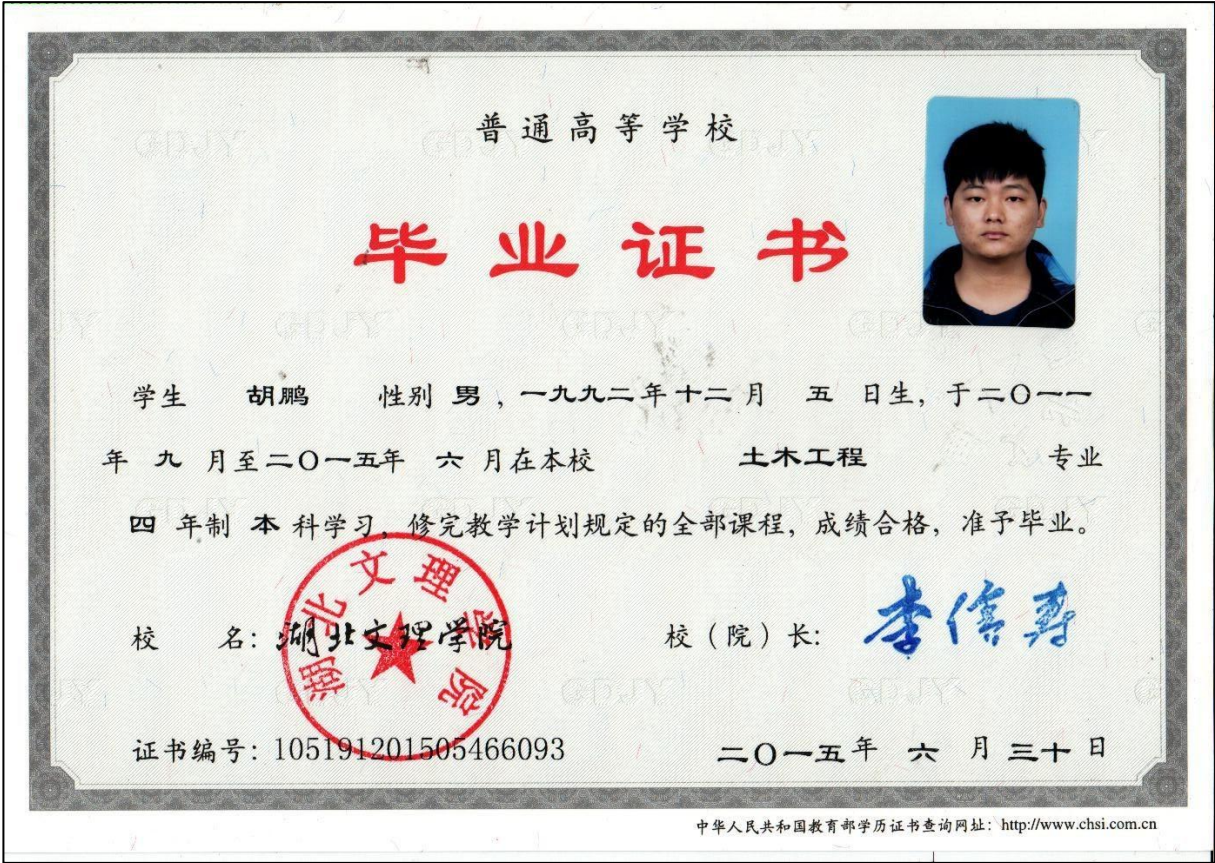 普通高等学校
毕业证书
学生 胡鹏 性别 男，一九九二年十二月 五 日生，于二〇一一
年 九 月至二〇一五年 六 月在本校 土木工程 专业
四 年制 本 科学习，修完教学计划规定的全部课程，成绩合格，准予毕业。
校 名：湖北文理学院 校（院）长：李儒寿
湖北文理学院
证书编号：105191201505466093 二〇一五年 六 月 三十 日
中华人民共和国教育部学历证书查询网址：http://www.chsi.com.cn